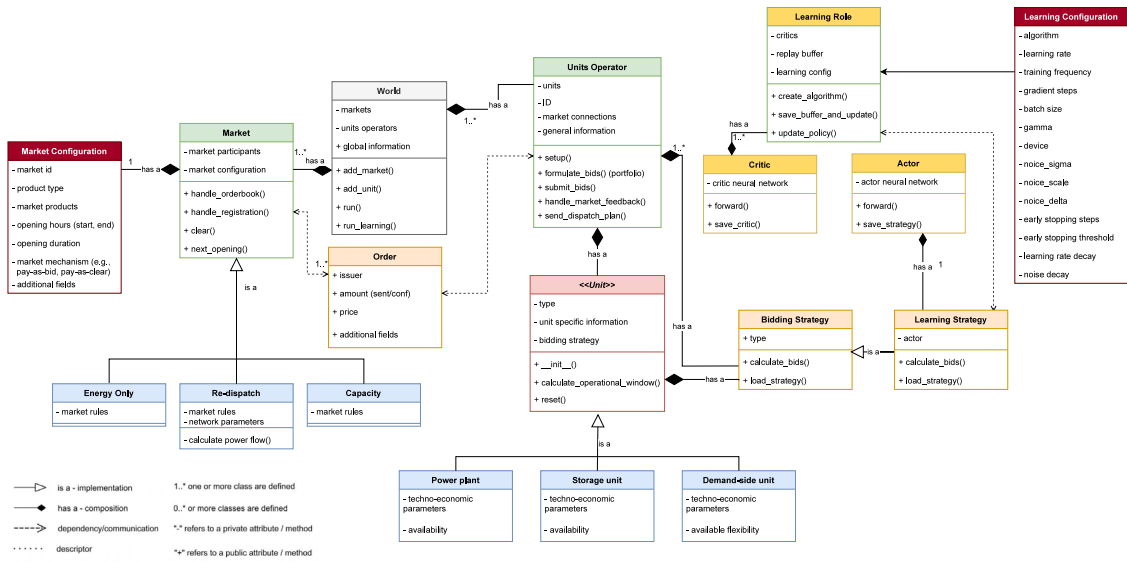 Learning Role
- critics
- replay buffer
- learning config
+ create_algorithm()
+ save_buffer_and_update()
+ update_policy()
Learning Configuration
- algorithm
- learning rate
- training frequency
- gradient steps
- batch size
- gamma
- device
- noice_sigma
- noice_scale
- noice_delta
- early stopping steps
- early stopping threshold
- learning rate decay
- noise decay
Units Operator
- units
- ID
- market connections
- general information
+ setup()
+ formulate_bids() (portfolio)
+ submit_bids()
+ handle_market_feedback()
+ send_dispatch_plan()
World
- markets
- units operators
+ global information
+ add_market()
+ add_unit()
+ run()
+ run_learning()
has a
1..*
Market
- market participants
- market configuration
+ handle_orderbook()
+ handle_registration()
+ clear()
+ next_opening()
1..*
has a
Market Configuration
- market id
- product type
- market products
- opening hours (start, end)
- opening duration
- market mechanism (e.g.,
pay-as-bid, pay-as-clear)
- additional fields
1
has a
has a
1..*
Critic
- critic neural network
+ forward()
+ save_critic()
Actor
- actor neural network
+ forward()
+ save_strategy()
1..*
Order
+ issuer
+ amount (sent/conf)
+ price
+ additional fields
1..*
is a
has a
<<Unit>>
- type
- unit specific information
- bidding strategy
+ __init__()
+ calculate_operational_window()
+ reset()
has a
has a
has a
1
Bidding Strategy
+ type
+ calculate_bids()
+ load_strategy()
is a
Learning Strategy
- actor
+ calculate_bids()
+ load_strategy()
Energy Only
- market rules
Re-dispatch
- market rules
- network parameters
- calculate power flow()
Capacity
- market rules
is a
Power plant
- techno-economic
parameters
- availability
Storage unit
- techno-economic
parameters
- availability
Demand-side unit
- techno-economic
parameters
- available flexibility
is a - implementation
1..* one or more class are defined
has a - composition
0..* or more classes are defined
dependency/communication
"-" refers to a private attribute / method
descriptor
"+" refers to a public attribute / method